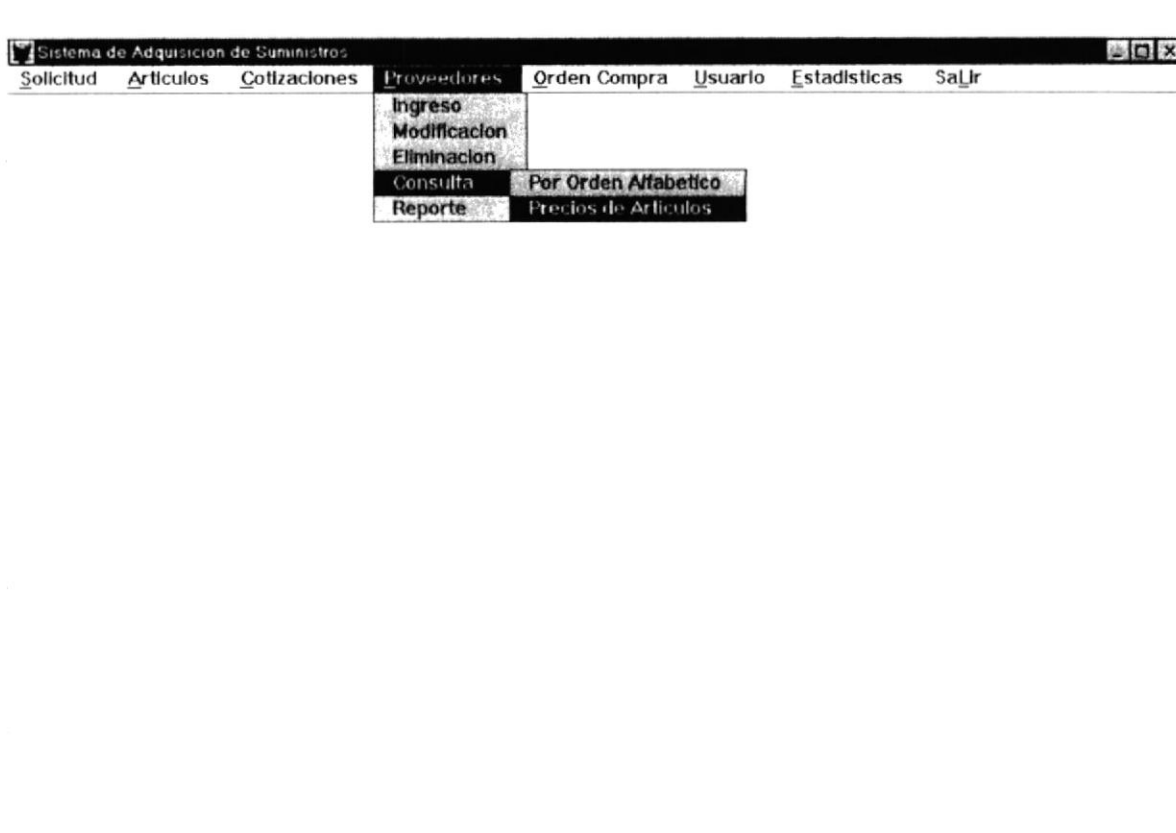 Sistema de Adquisicion de Suministros
Solicitud Articulos Cotizaciones Proveedores Orden Compra Usuario Estadisticas SaLir
Ingreso
Modificacion
Eliminacion
Consulta Por Orden Alfabetico
Reporte Precios de Articulos